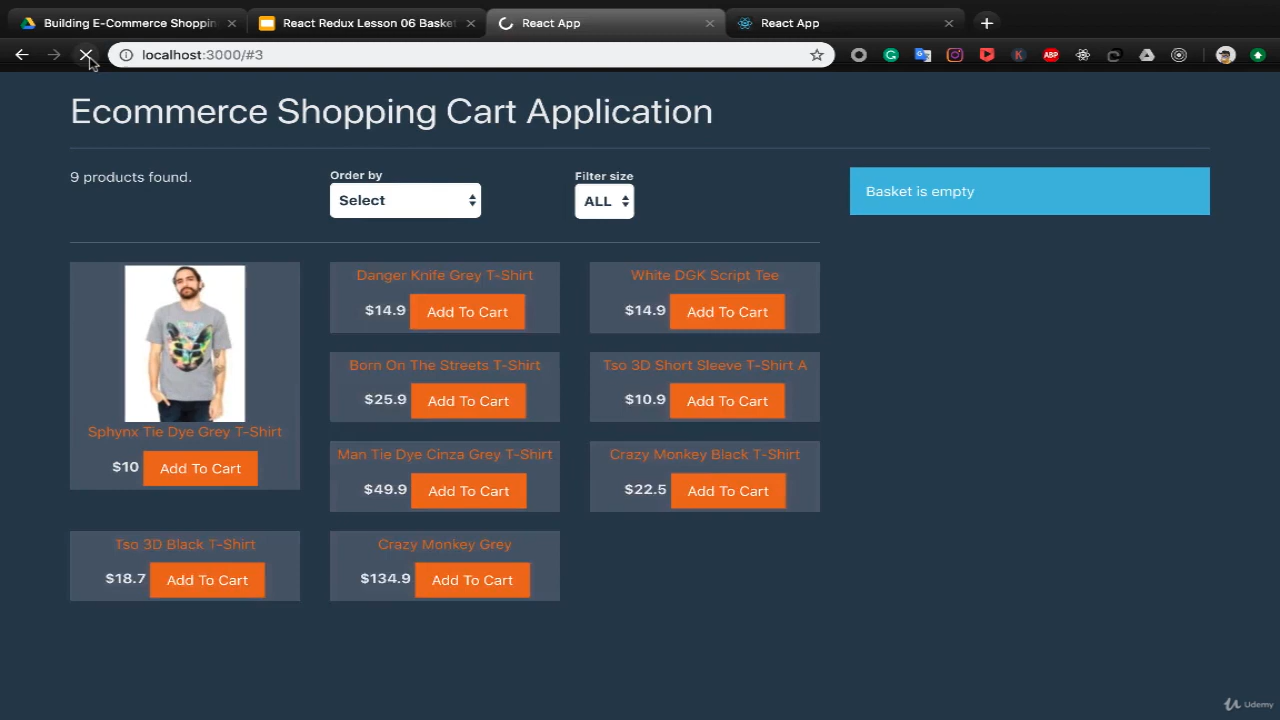 Building E-Commerce Shoppin
React Redux Lesson 06 Basket
React App
React App
localhost:3000/#3
ABP
Ecommerce Shopping Cart Application
9 products found.
Order by
Select
Filter size
ALL
Basket is empty
Sphynx Tie Dye Grey T-Shirt
$10 Add To Cart
Danger Knife Grey T-Shirt
$14.9 Add To Cart
White DGK Script Tee
$14.9 Add To Cart
Born On The Streets T-Shirt
$25.9 Add To Cart
Tso 3D Short Sleeve T-Shirt A
$10.9 Add To Cart
Man Tie Dye Cinza Grey T-Shirt
$49.9 Add To Cart
Crazy Monkey Black T-Shirt
$22.5 Add To Cart
Tso 3D Black T-Shirt
$18.7 Add To Cart
Crazy Monkey Grey
$134.9 Add To Cart
Udemy